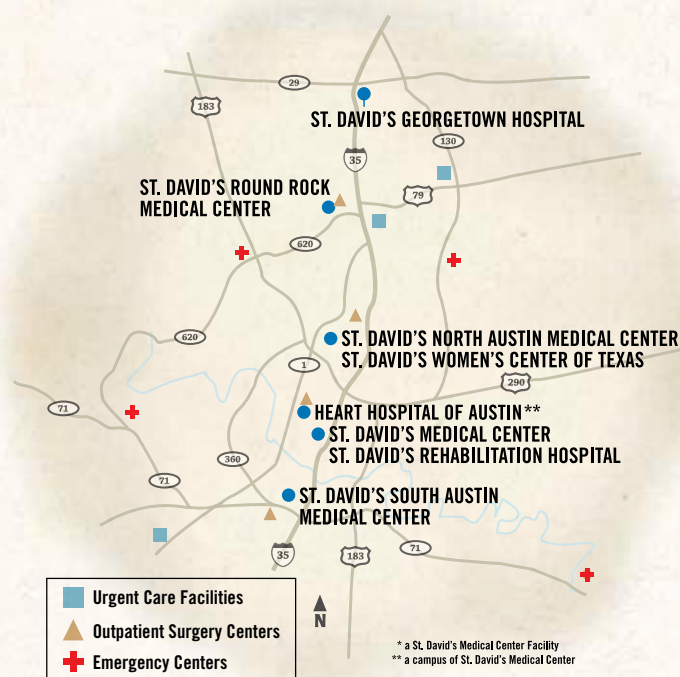 29
183
ST. DAVID'S GEORGETOWN HOSPITAL
130
35
79
ST. DAVID'S ROUND ROCK
MEDICAL CENTER
620
620
ST. DAVID'S NORTH AUSTIN MEDICAL CENTER
ST. DAVID'S WOMEN'S CENTER OF TEXAS
1
290
71
HEART HOSPITAL OF AUSTIN**
ST. DAVID'S MEDICAL CENTER
ST. DAVID'S REHABILITATION HOSPITAL
360
71
ST. DAVID'S SOUTH AUSTIN
MEDICAL CENTER
35
183
71
Urgent Care Facilities
Outpatient Surgery Centers
Emergency Centers
N
* a St. David's Medical Center Facility
** a campus of St. David's Medical Center